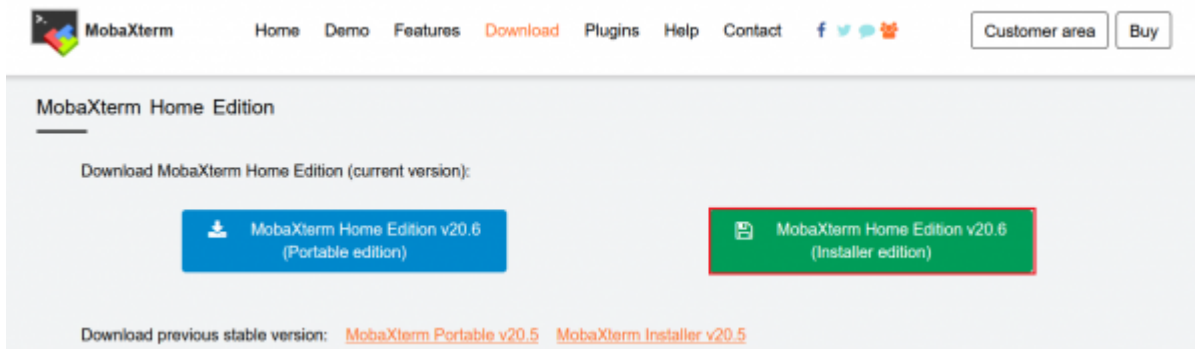 MobaXterm Home Demo Features Download Plugins Help Contact Customer area Buy
MobaXterm Home Edition
Download MobaXterm Home Edition (current version):
MobaXterm Home Edition v20.6
(Portable edition)
MobaXterm Home Edition v20.6
(Installer edition)
Download previous stable version: MobaXterm Portable v20.5 MobaXterm Installer v20.5